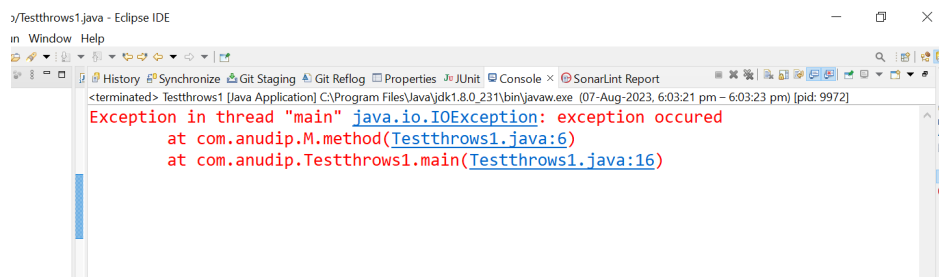 o/Testthrows1.java - Eclipse IDE
un Window Help
History Synchronize Git Staging Git Reflog Properties JUnit Console × SonarLint Report
<terminated> Testthrows1 [Java Application] C:\Program Files\Java\jdk1.8.0_231\bin\javaw.exe (07-Aug-2023, 6:03:21 pm – 6:03:23 pm) [pid: 9972]
Exception in thread "main" java.io.IOException: exception occured
at com.anudip.M.method(Testthrows1.java:6)
at com.anudip.Testthrows1.main(Testthrows1.java:16)